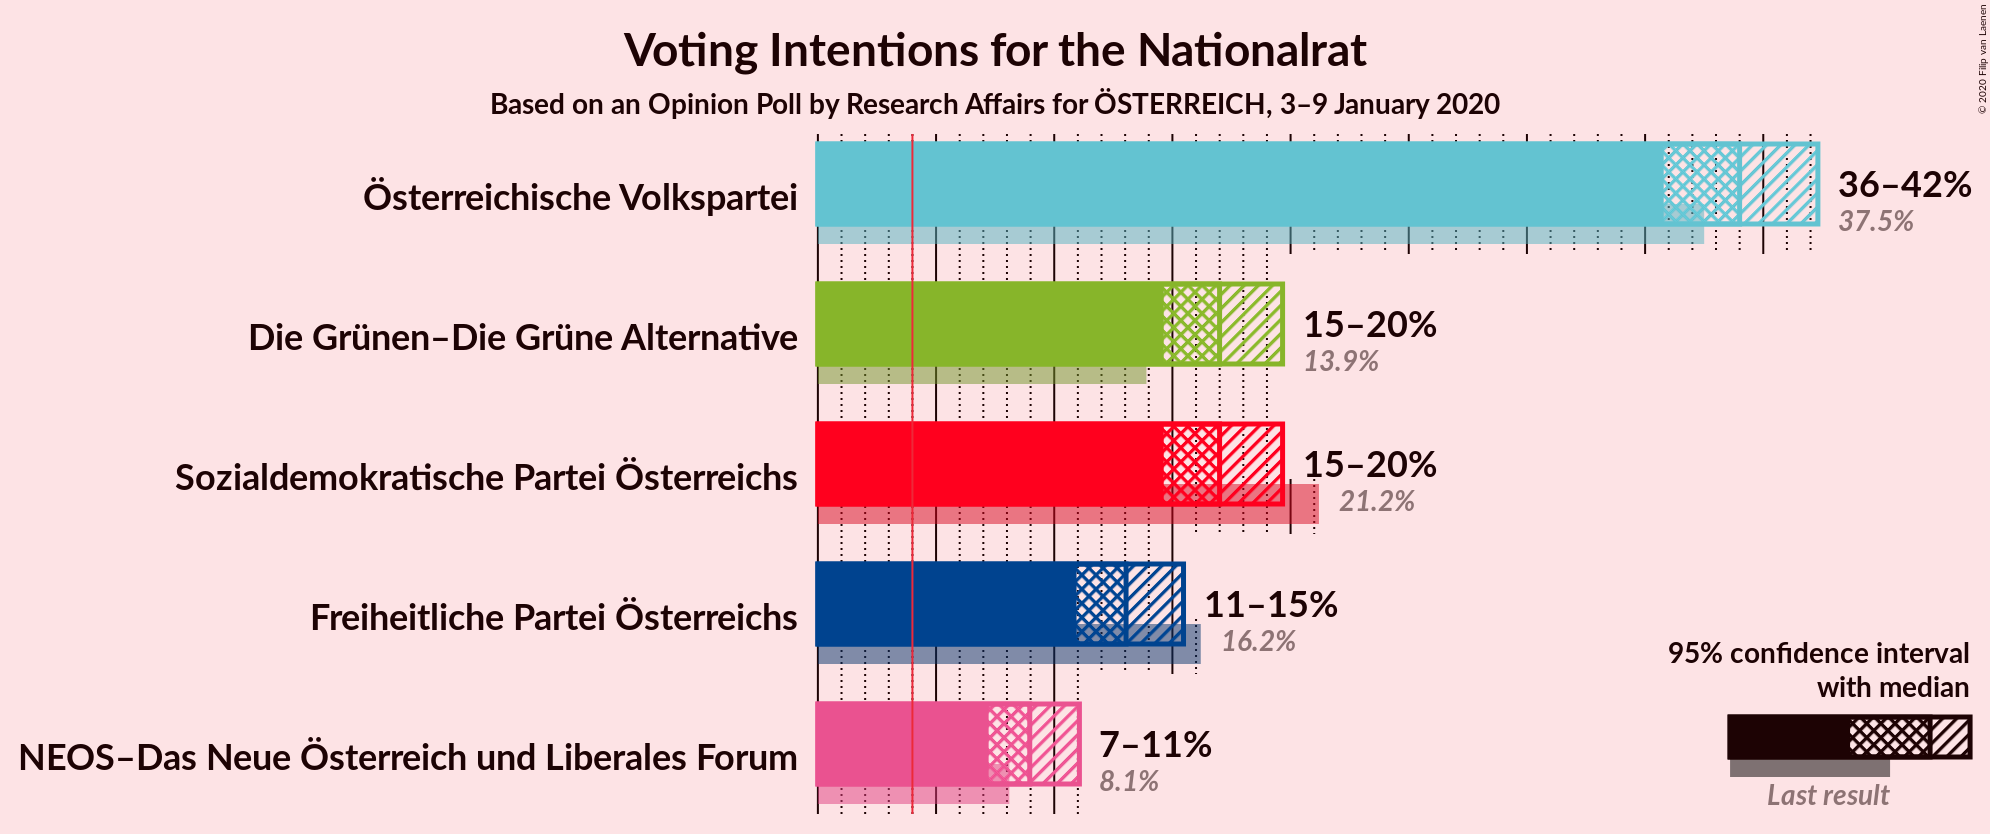 Voting Intentions for the Nationalrat
Based on an Opinion Poll by Research Affairs for ÖSTERREICH, 3–9 January 2020
© 2020 Filip van Laenen
Österreichische Volkspartei
36–42%
37.5%
Die Grünen–Die Grüne Alternative
15–20%
13.9%
Sozialdemokratische Partei Österreichs
15–20%
21.2%
Freiheitliche Partei Österreichs
11–15%
16.2%
NEOS–Das Neue Österreich und Liberales Forum
7–11%
8.1%
95% confidence interval
with median
Last result